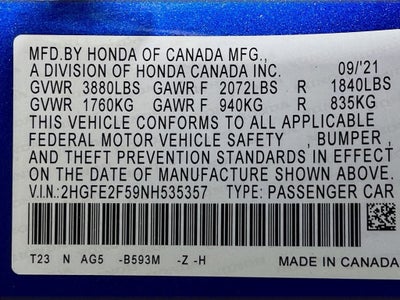 MFD.BY HONDA OF CANADA MFG.,
A DIVISION OF HONDA CANADA INC. 09/'21
GVWR 3880LBS GAWR F 2072LBS R 1840LBS
GVWR 1760KG GAWR F 940KG R 835KG
THIS VEHICLE CONFORMS TO ALL APPLICABLE
FEDERAL MOTOR VEHICLE SAFETY , BUMPER ,
AND THEFT PREVENTION STANDARDS IN EFFECT
ON THE DATE OF MANUFACTURE SHOWN ABOVE.
V.I.N.:2HGFE2F59NH535357 TYPE: PASSENGER CAR
T23 N AG5 -B593M -Z -H MADE IN CANADA